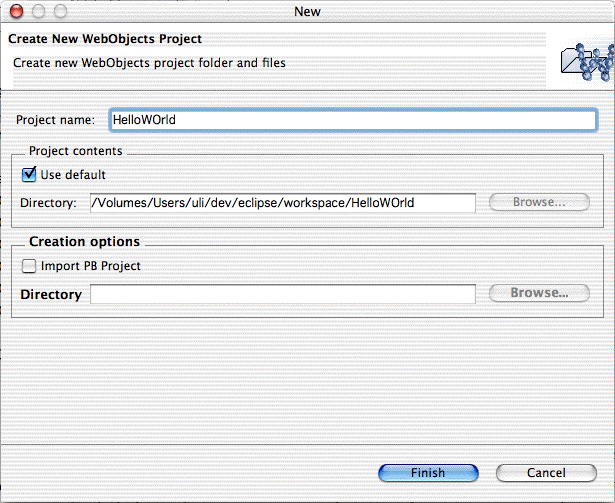 New
Create New WebObjects Project
Create new WebObjects project folder and files
Project name: HelloWOrld
Project contents
Use default
Directory: /Volumes/Users/uli/dev/eclipse/workspace/HelloWOrld Browse...
Creation options
Import PB Project
Directory Browse...
Finish Cancel